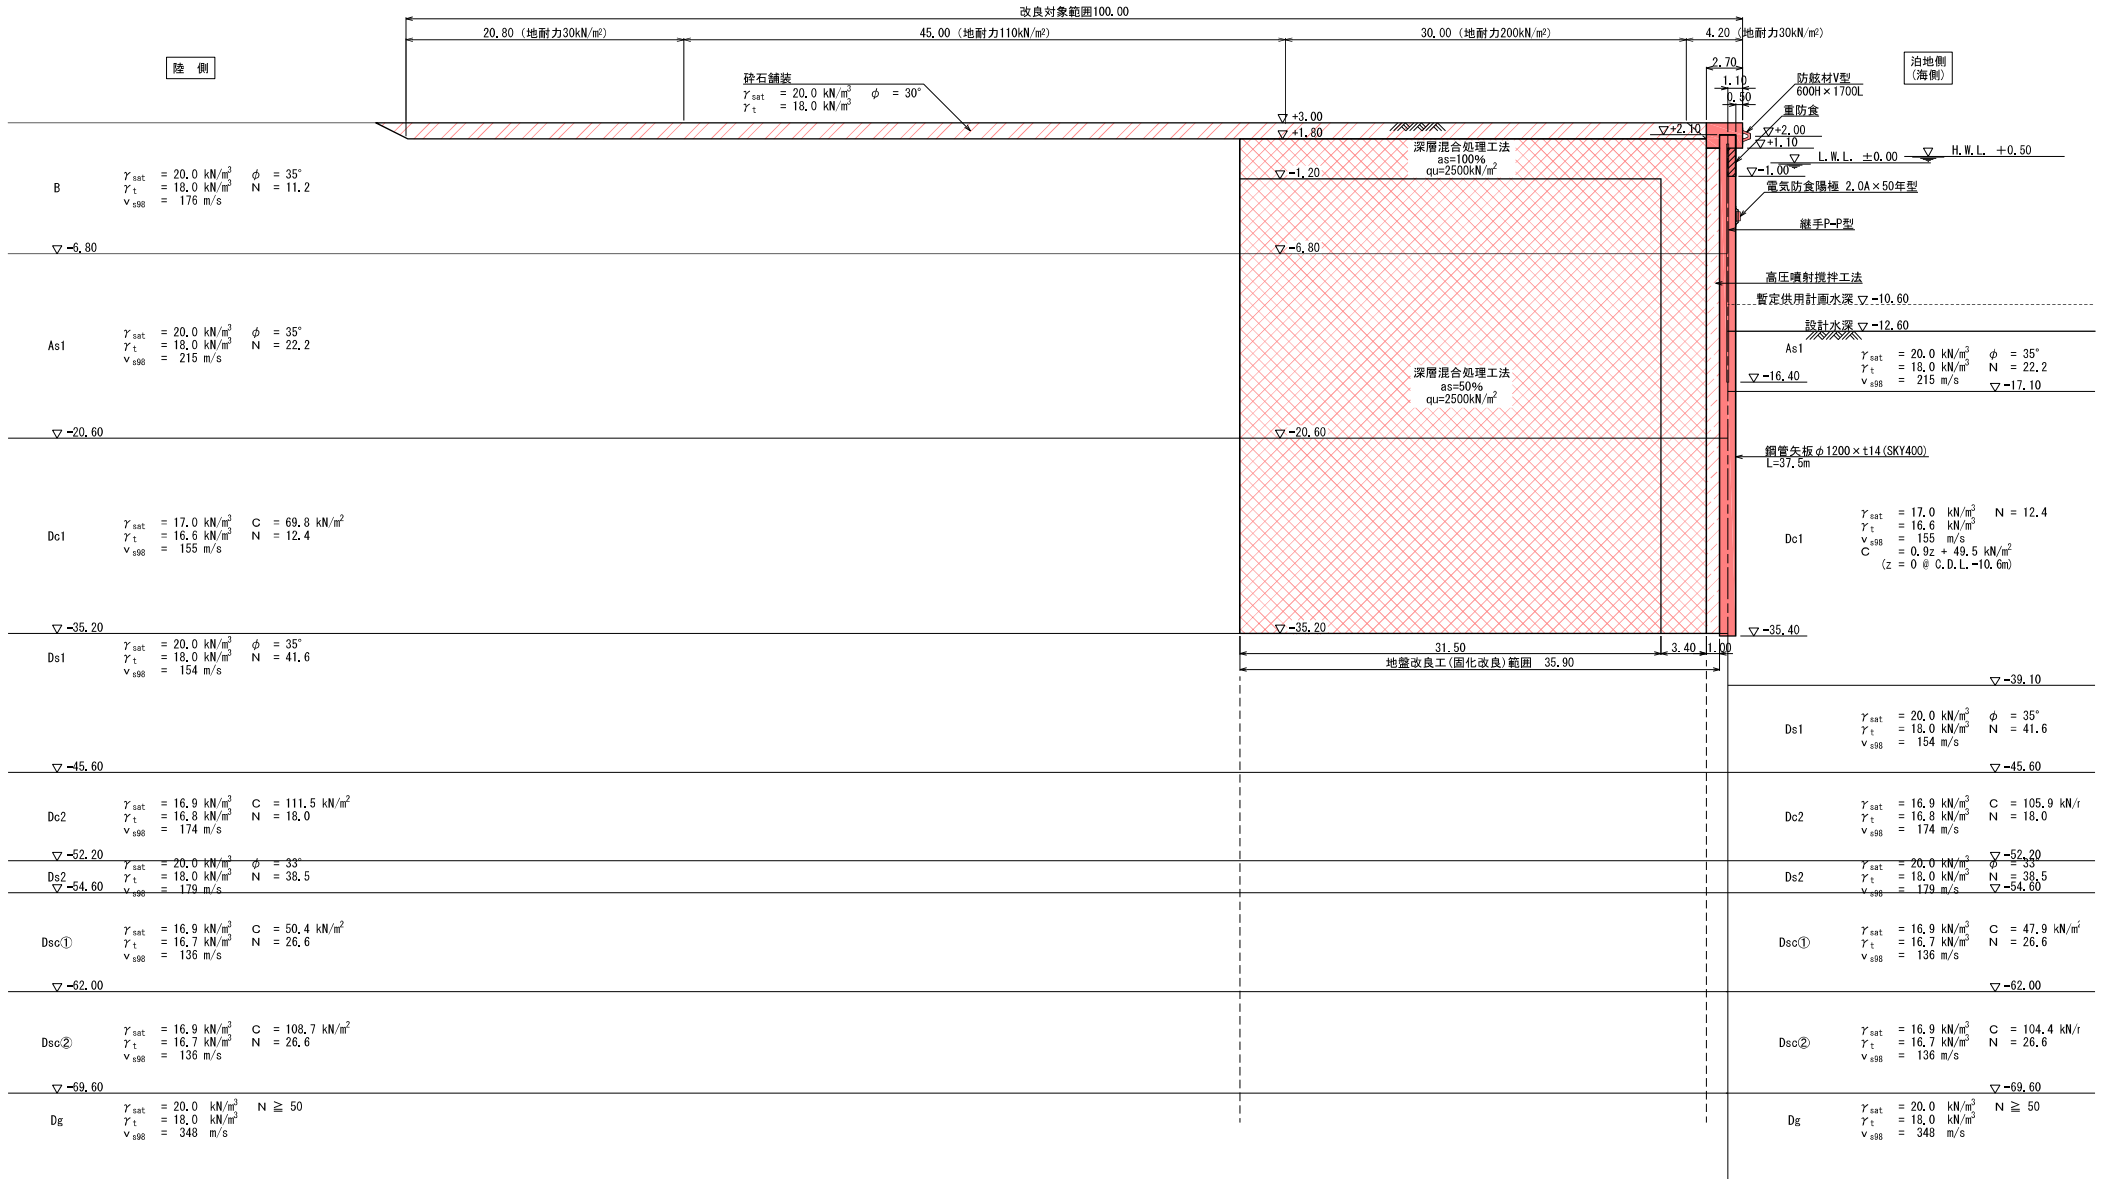 改良対象範囲100.00
20.80 (地耐力30kN/㎡)
45.00 (地耐力110kN/㎡)
30.00 (地耐力200kN/㎡)
4.20 (地耐力30kN/㎡)
陸 側
泊地側
(海側)
砕石舗装
γsat = 20.0 kN/m³ φ = 30°
γt = 18.0 kN/m³
2.70
1.10
0.50
防舷材V型
600H×1700L
重防食
▽ +3.00
▽ +1.80
▽+2.10
▽+2.00
▽+1.10
L.W.L. ±0.00
H.W.L. +0.50
▽-1.00
電気防食陽極 2.0A×50年型
継手P-P型
高圧噴射撹拌工法
暫定供用計画水深 ▽ -10.60
設計水深 ▽ -12.60
深層混合処理工法
as=100%
qu=2500kN/m²
▽ -1.20
▽ -6.80
深層混合処理工法
as=50%
qu=2500kN/m²
▽ -20.60
▽ -35.20
▽ -16.40
鋼管矢板φ1200×t14(SKY400)
L=37.5m
▽ -35.40
31.50
3.40
1.00
地盤改良工(固化改良)範囲 35.90
B
γsat = 20.0 kN/m³ φ = 35°
γt = 18.0 kN/m³ N = 11.2
vs98 = 176 m/s
▽ -6.80
As1
γsat = 20.0 kN/m³ φ = 35°
γt = 18.0 kN/m³ N = 22.2
vs98 = 215 m/s
▽ -20.60
Dc1
γsat = 17.0 kN/m³ C = 69.8 kN/m²
γt = 16.6 kN/m³ N = 12.4
vs98 = 155 m/s
▽ -35.20
Ds1
γsat = 20.0 kN/m³ φ = 35°
γt = 18.0 kN/m³ N = 41.6
vs98 = 154 m/s
▽ -45.60
Dc2
γsat = 16.9 kN/m³ C = 111.5 kN/m²
γt = 16.8 kN/m³ N = 18.0
vs98 = 174 m/s
▽ -52.20
Ds2
γsat = 20.0 kN/m³ φ = 33°
γt = 18.0 kN/m³ N = 38.5
vs98 = 179 m/s
▽ -54.60
Dsc①
γsat = 16.9 kN/m³ C = 50.4 kN/m²
γt = 16.7 kN/m³ N = 26.6
vs98 = 136 m/s
▽ -62.00
Dsc②
γsat = 16.9 kN/m³ C = 108.7 kN/m²
γt = 16.7 kN/m³ N = 26.6
vs98 = 136 m/s
▽ -69.60
Dg
γsat = 20.0 kN/m³ N ≧ 50
γt = 18.0 kN/m³
vs98 = 348 m/s
As1
γsat = 20.0 kN/m³ φ = 35°
γt = 18.0 kN/m³ N = 22.2
vs98 = 215 m/s
▽ -17.10
Dc1
γsat = 17.0 kN/m³ N = 12.4
γt = 16.6 kN/m³
vs98 = 155 m/s
C = 0.9z + 49.5 kN/m²
(z = 0 @ C.D.L.-10.6m)
▽ -39.10
Ds1
γsat = 20.0 kN/m³ φ = 35°
γt = 18.0 kN/m³ N = 41.6
vs98 = 154 m/s
▽ -45.60
Dc2
γsat = 16.9 kN/m³ C = 105.9 kN/
γt = 16.8 kN/m³ N = 18.0
vs98 = 174 m/s
▽ -52.20
Ds2
γsat = 20.0 kN/m³ φ = 33°
γt = 18.0 kN/m³ N = 38.5
vs98 = 179 m/s
▽ -54.60
Dsc①
γsat = 16.9 kN/m³ C = 47.9 kN/m²
γt = 16.7 kN/m³ N = 26.6
vs98 = 136 m/s
▽ -62.00
Dsc②
γsat = 16.9 kN/m³ C = 104.4 kN/
γt = 16.7 kN/m³ N = 26.6
vs98 = 136 m/s
▽ -69.60
Dg
γsat = 20.0 kN/m³ N ≧ 50
γt = 18.0 kN/m³
vs98 = 348 m/s